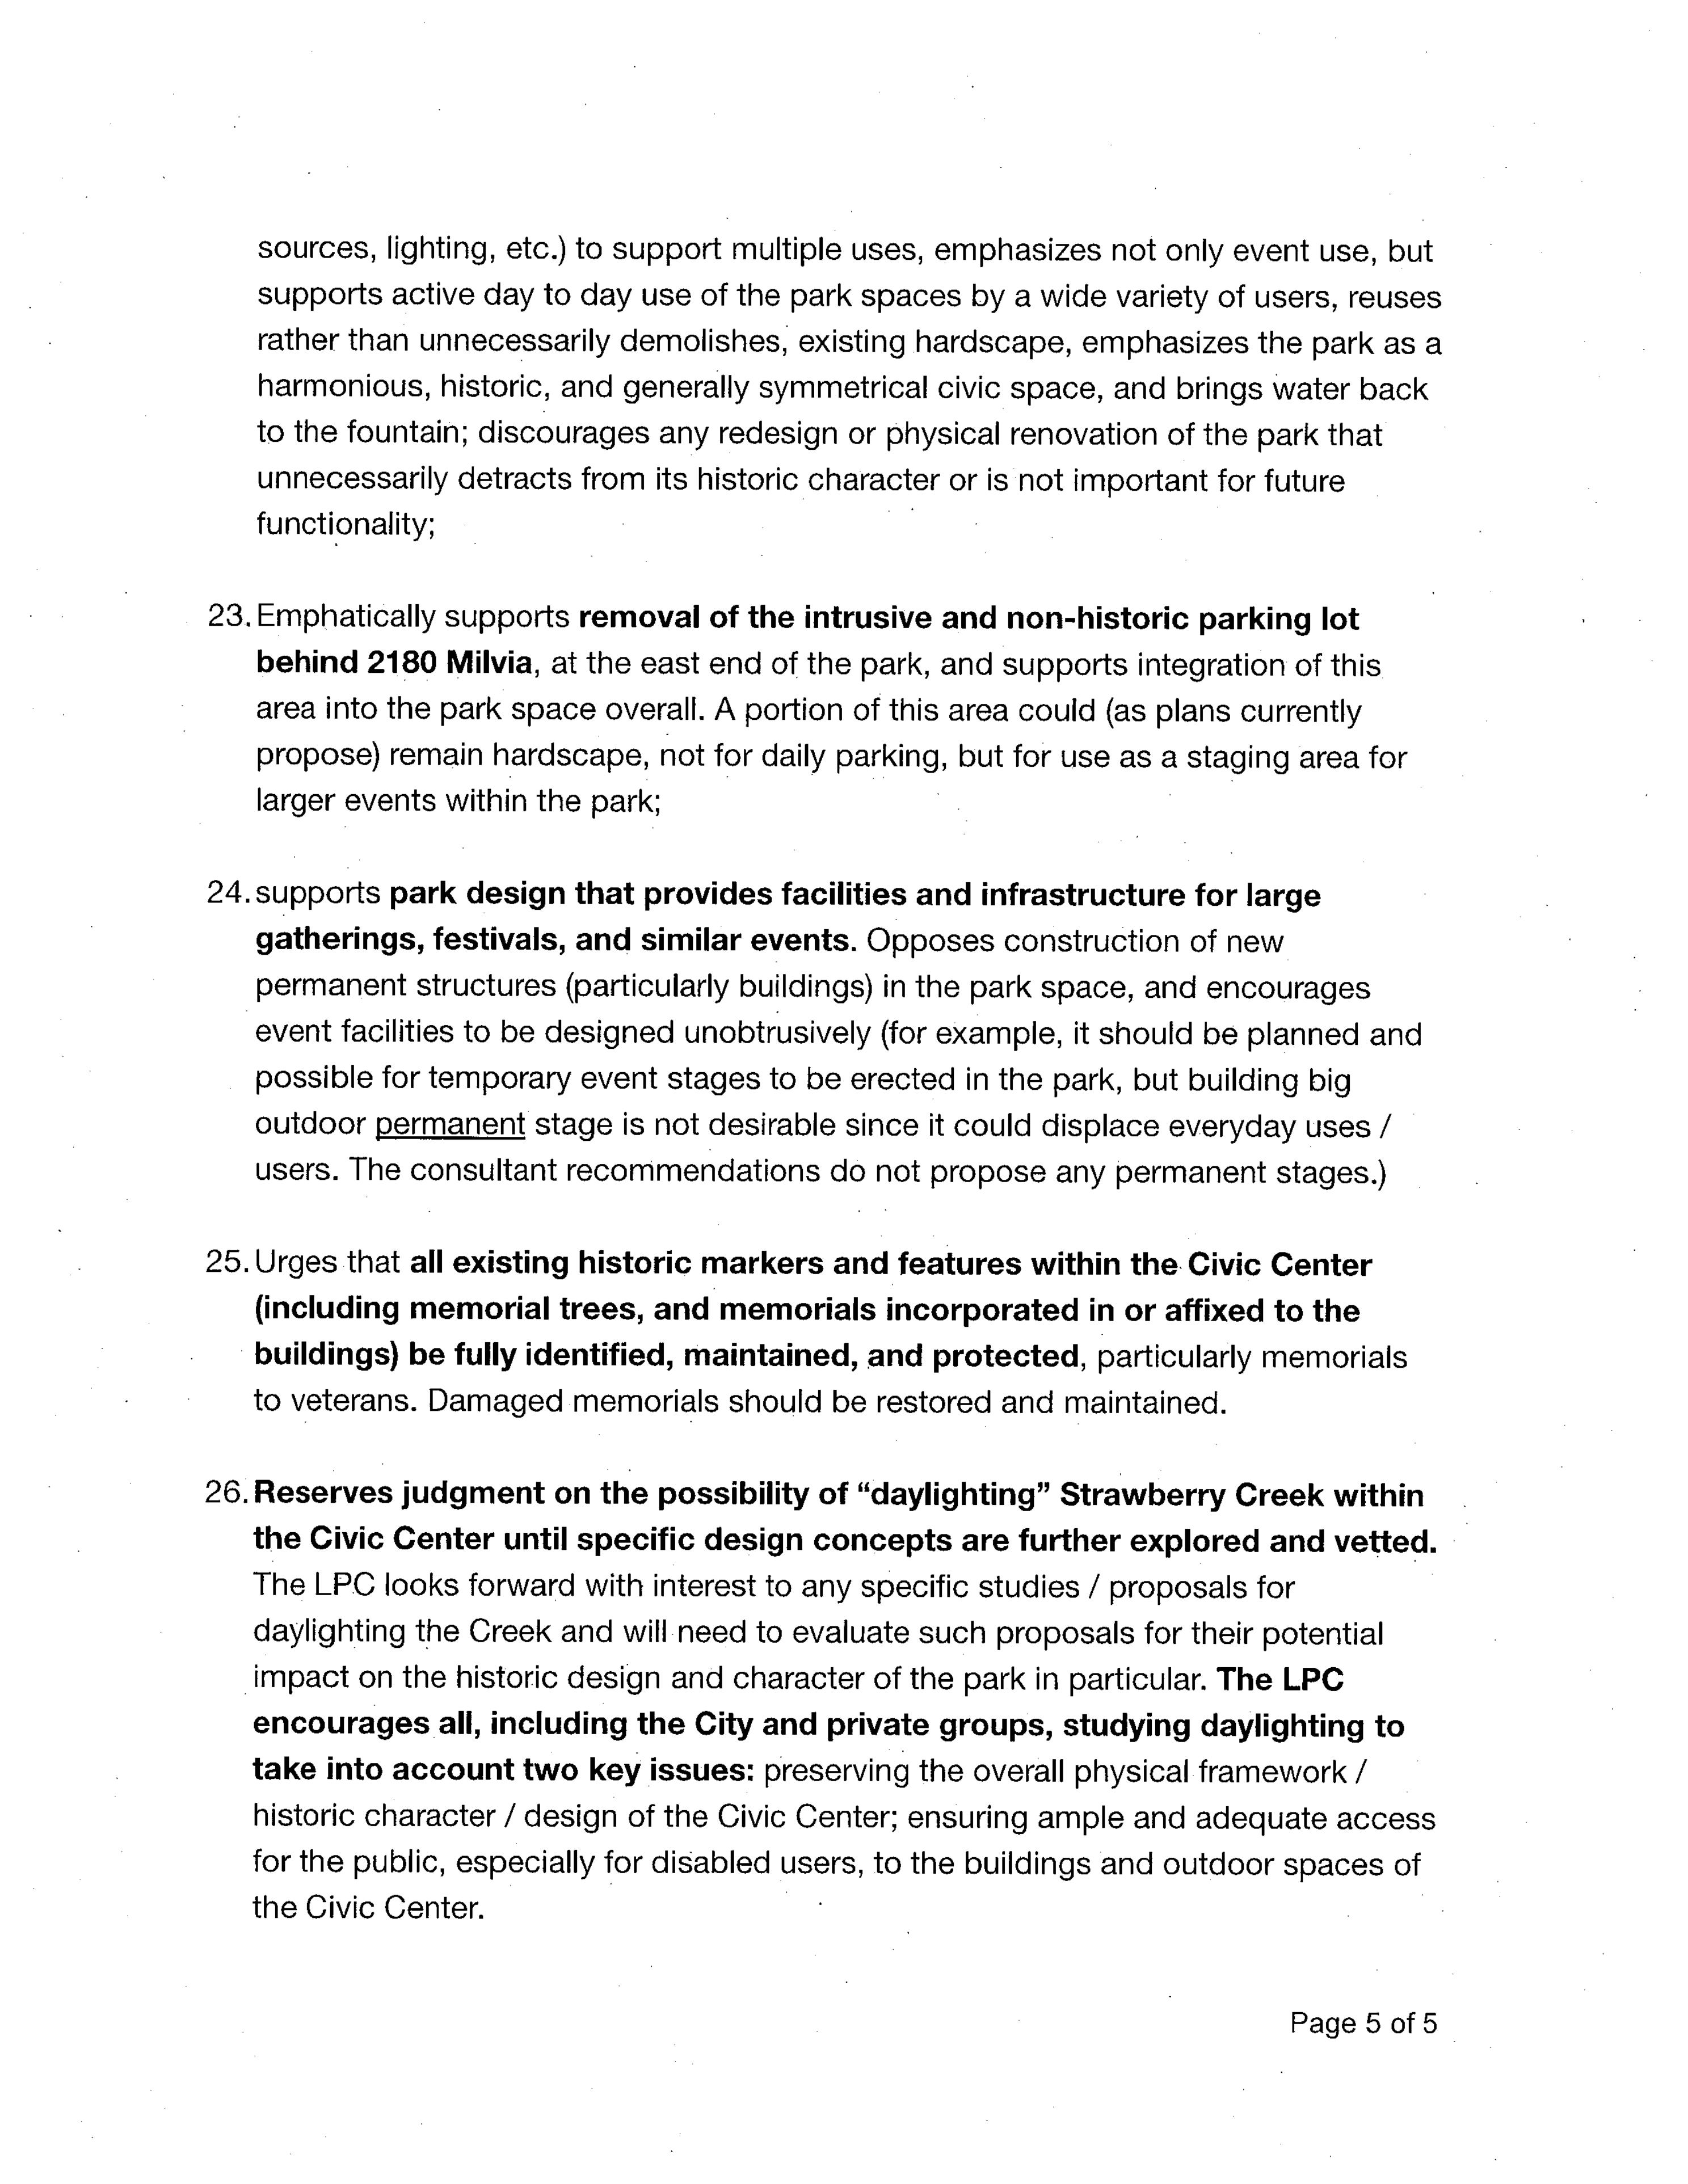 sources, lighting, etc.) to support multiple uses, emphasizes not only event use, but
supports active day to day use of the park spaces by a wide variety of users, reuses
rather than unnecessarily demolishes, existing hardscape, emphasizes the park as a
harmonious, historic, and generally symmetrical civic space, and brings water back
to the fountain; discourages any redesign or physical renovation of the park that
unnecessarily detracts from its historic character or is not important for future
functionality;
23. Emphatically supports removal of the intrusive and non-historic parking lot
behind 2180 Milvia, at the east end of the park, and supports integration of this
area into the park space overall. A portion of this area could (as plans currently
propose) remain hardscape, not for daily parking, but for use as a staging area for
larger events within the park;
24. supports park design that provides facilities and infrastructure for large
gatherings, festivals, and similar events. Opposes construction of new
permanent structures (particularly buildings) in the park space, and encourages
event facilities to be designed unobtrusively (for example, it should be planned and
possible for temporary event stages to be erected in the park, but building big
outdoor permanent stage is not desirable since it could displace everyday uses /
users. The consultant recommendations do not propose any permanent stages.)
25. Urges that all existing historic markers and features within the Civic Center
(including memorial trees, and memorials incorporated in or affixed to the
buildings) be fully identified, maintained, and protected, particularly memorials
to veterans. Damaged memorials should be restored and maintained.
26. Reserves judgment on the possibility of “daylighting” Strawberry Creek within
the Civic Center until specific design concepts are further explored and vetted.
The LPC looks forward with interest to any specific studies / proposals for
daylighting the Creek and will need to evaluate such proposals for their potential
impact on the historic design and character of the park in particular. The LPC
encourages all, including the City and private groups, studying daylighting to
take into account two key issues: preserving the overall physical framework /
historic character / design of the Civic Center; ensuring ample and adequate access
for the public, especially for disabled users, to the buildings and outdoor spaces of
the Civic Center.
Page 5 of 5